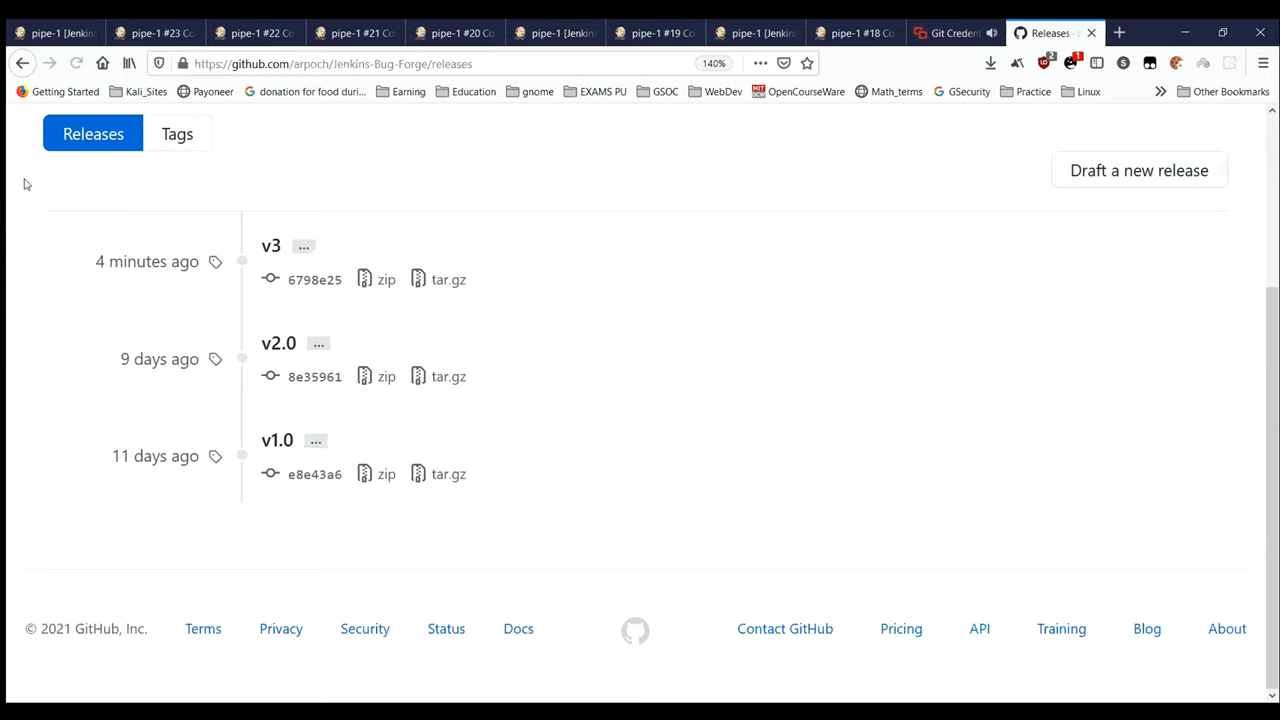 pipe-1 [Jenkins
pipe-1 #23 Co
pipe-1 #22 Co
pipe-1 #21 Co
pipe-1 #20 Co
pipe-1 [Jenkin
pipe-1 #19 Co
pipe-1 [Jenkin
pipe-1 #18 Co
Git Creden
Releases ·
https://github.com/arpoch/Jenkins-Bug-Forge/releases
140%
2
1
Getting Started
Kali_Sites
Payoneer
donation for food duri...
Earning
Education
gnome
EXAMS PU
GSOC
WebDev
MIT
OpenCourseWare
Math_terms
GSecurity
Practice
Linux
Other Bookmarks
Releases
Tags
Draft a new release
v3 ...
4 minutes ago
6798e25 zip tar.gz
v2.0 ...
9 days ago
8e35961 zip tar.gz
v1.0 ...
11 days ago
e8e43a6 zip tar.gz
© 2021 GitHub, Inc. Terms Privacy Security Status Docs Contact GitHub Pricing API Training Blog About